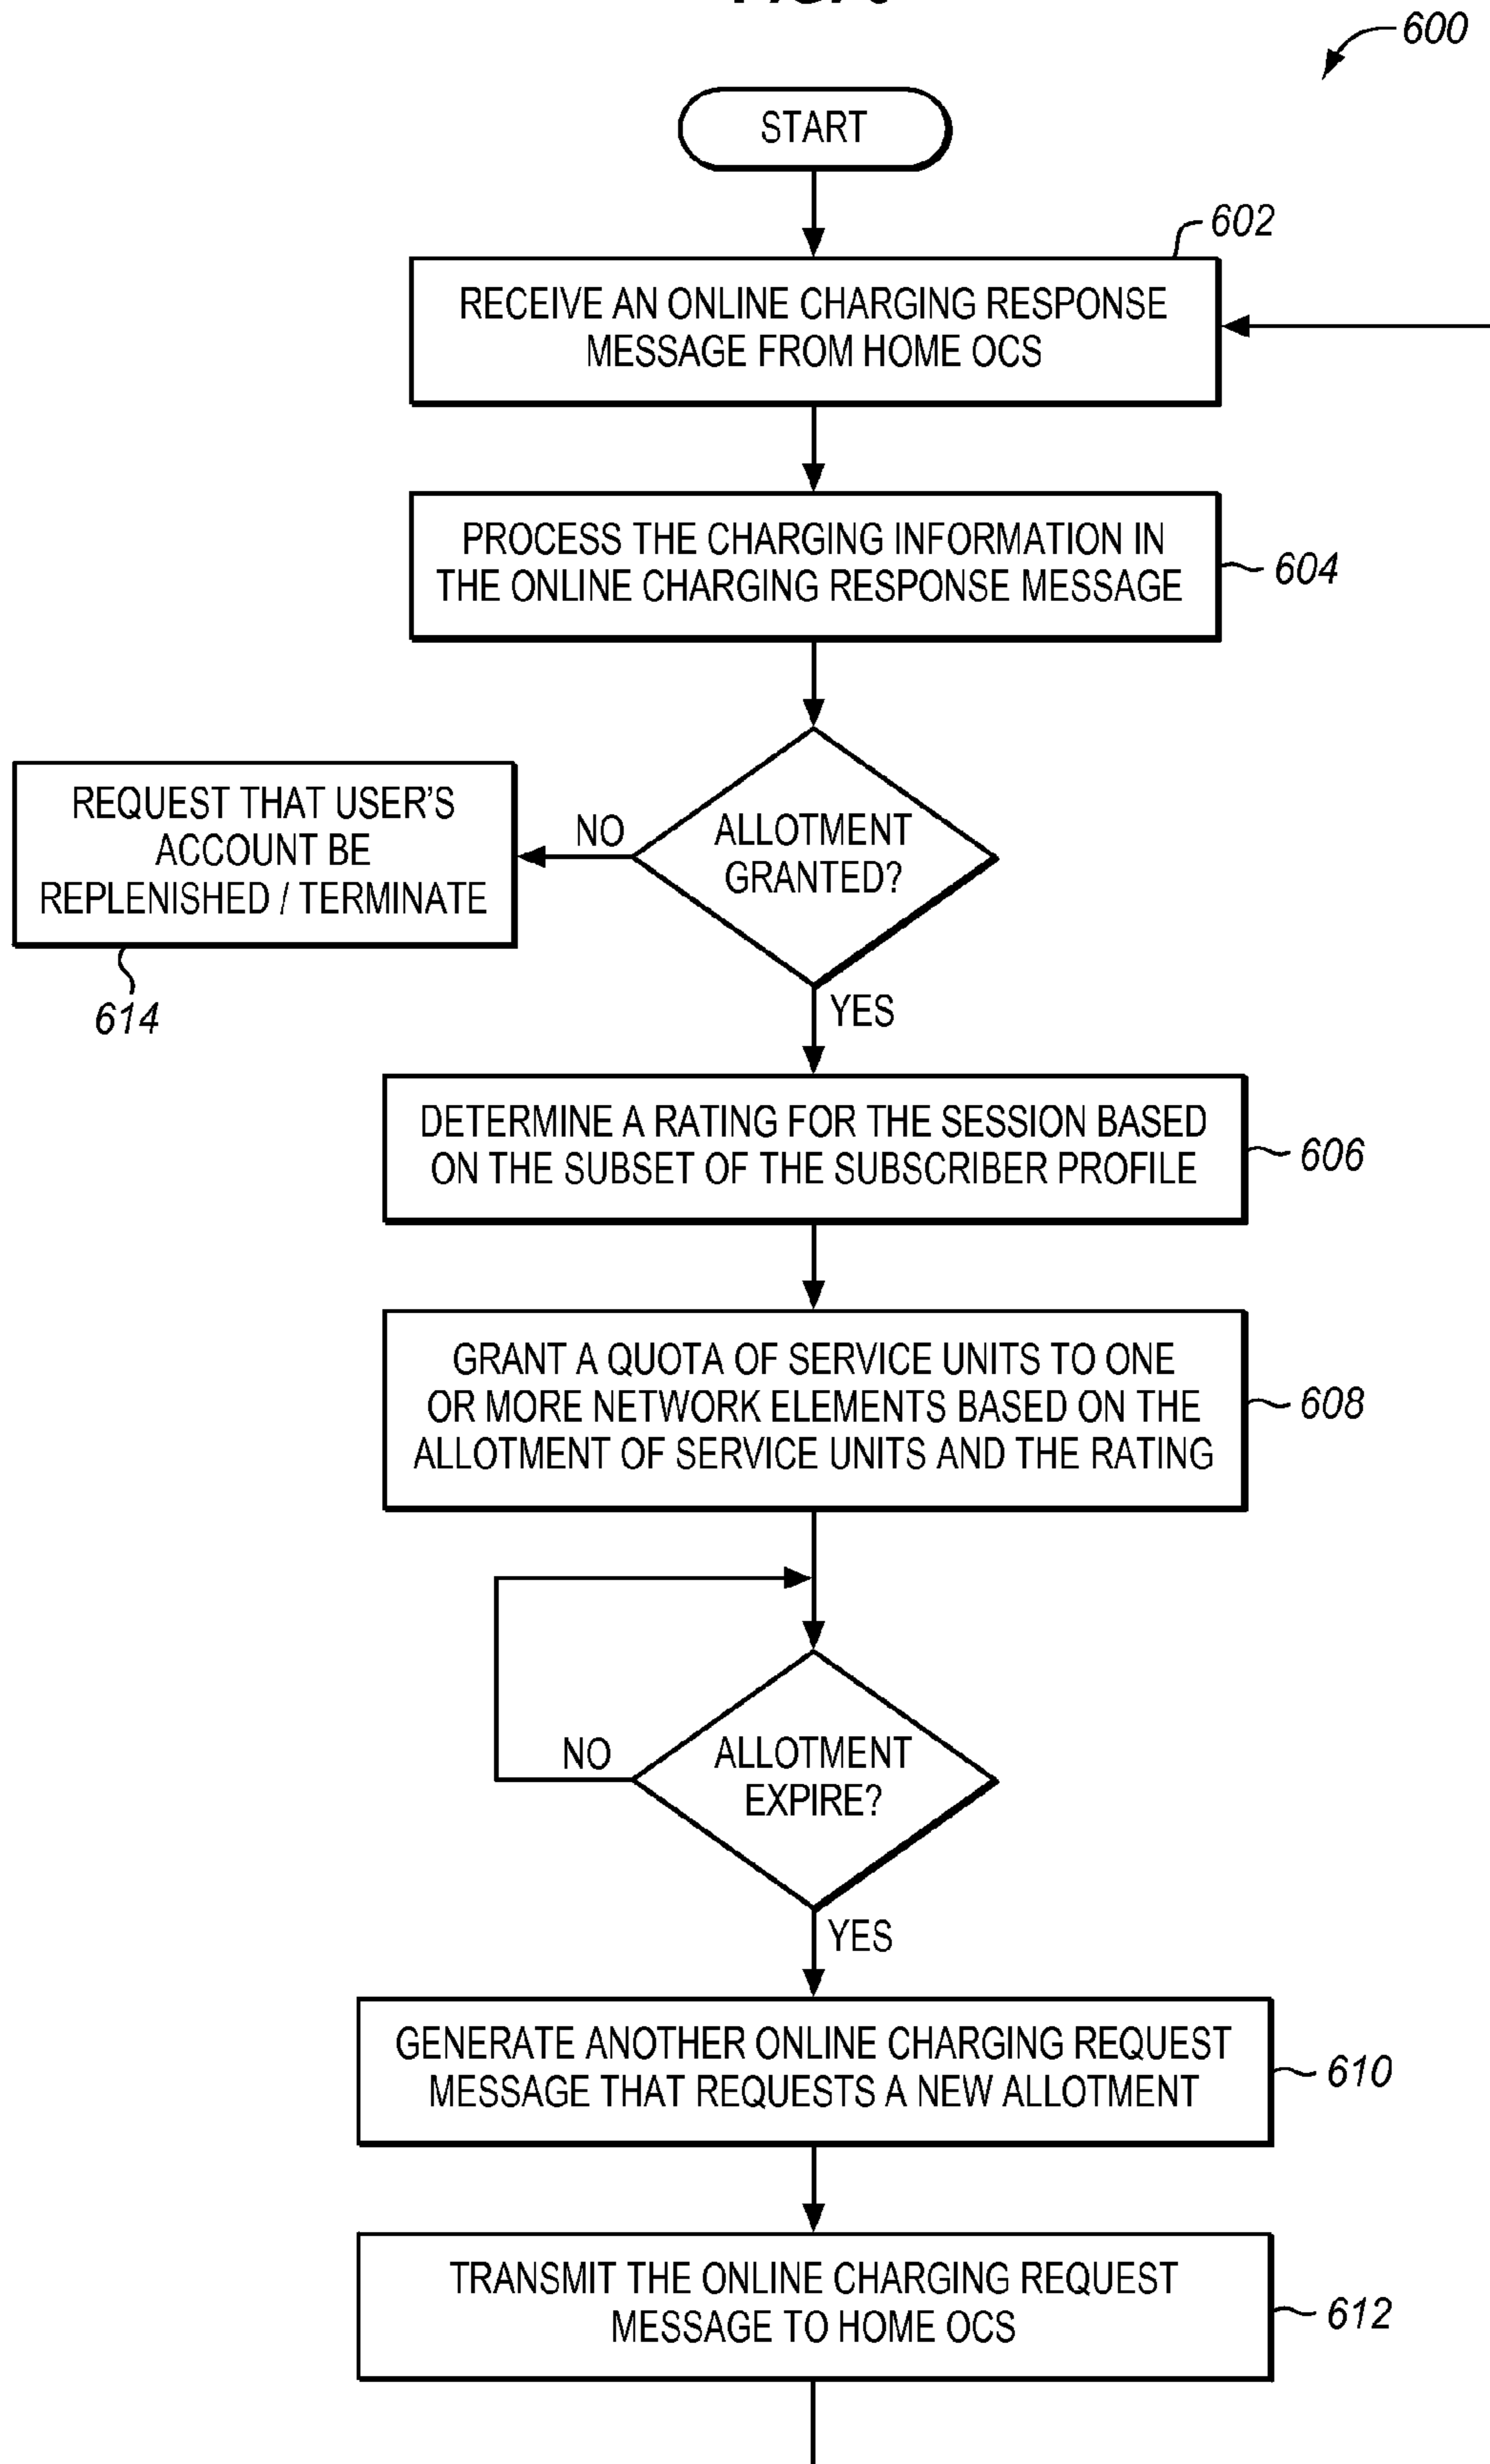 600
START
602
RECEIVE AN ONLINE CHARGING RESPONSE
MESSAGE FROM HOME OCS
PROCESS THE CHARGING INFORMATION IN
THE ONLINE CHARGING RESPONSE MESSAGE
604
ALLOTMENT
GRANTED?
NO
REQUEST THAT USER'S
ACCOUNT BE
REPLENISHED / TERMINATE
614
YES
DETERMINE A RATING FOR THE SESSION BASED
ON THE SUBSET OF THE SUBSCRIBER PROFILE
606
GRANT A QUOTA OF SERVICE UNITS TO ONE
OR MORE NETWORK ELEMENTS BASED ON THE
ALLOTMENT OF SERVICE UNITS AND THE RATING
608
NO
ALLOTMENT
EXPIRE?
YES
GENERATE ANOTHER ONLINE CHARGING REQUEST
MESSAGE THAT REQUESTS A NEW ALLOTMENT
610
TRANSMIT THE ONLINE CHARGING REQUEST
MESSAGE TO HOME OCS
612